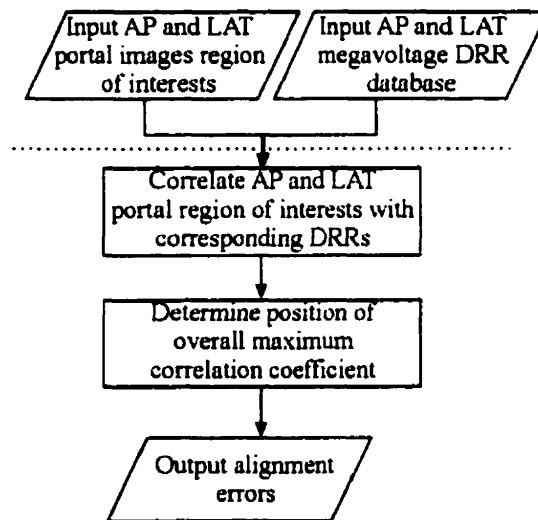 Input AP and LAT
portal images region
of interests
Input AP and LAT
megavoltage DRR
database
Correlate AP and LAT
portal region of interests with
corresponding DRRs
Determine position of
overall maximum
correlation coefficient
Output alignment
errors